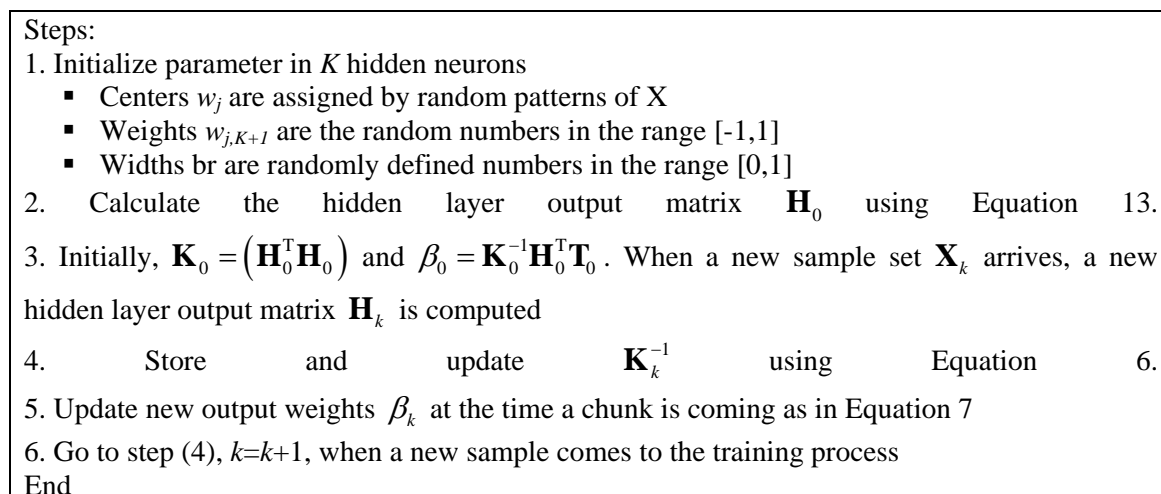 Steps:
1. Initialize parameter in K hidden neurons
▪ Centers w_j are assigned by random patterns of X
▪ Weights w_{j,K+1} are the random numbers in the range [-1,1]
▪ Widths br are randomly defined numbers in the range [0,1]
2. Calculate the hidden layer output matrix H_0 using Equation 13.
3. Initially, K_0 = (H_0^T H_0) and β_0 = K_0^{-1} H_0^T T_0. When a new sample set X_k arrives, a new
hidden layer output matrix H_k is computed
4. Store and update K_k^{-1} using Equation 6.
5. Update new output weights β_k at the time a chunk is coming as in Equation 7
6. Go to step (4), k=k+1, when a new sample comes to the training process
End